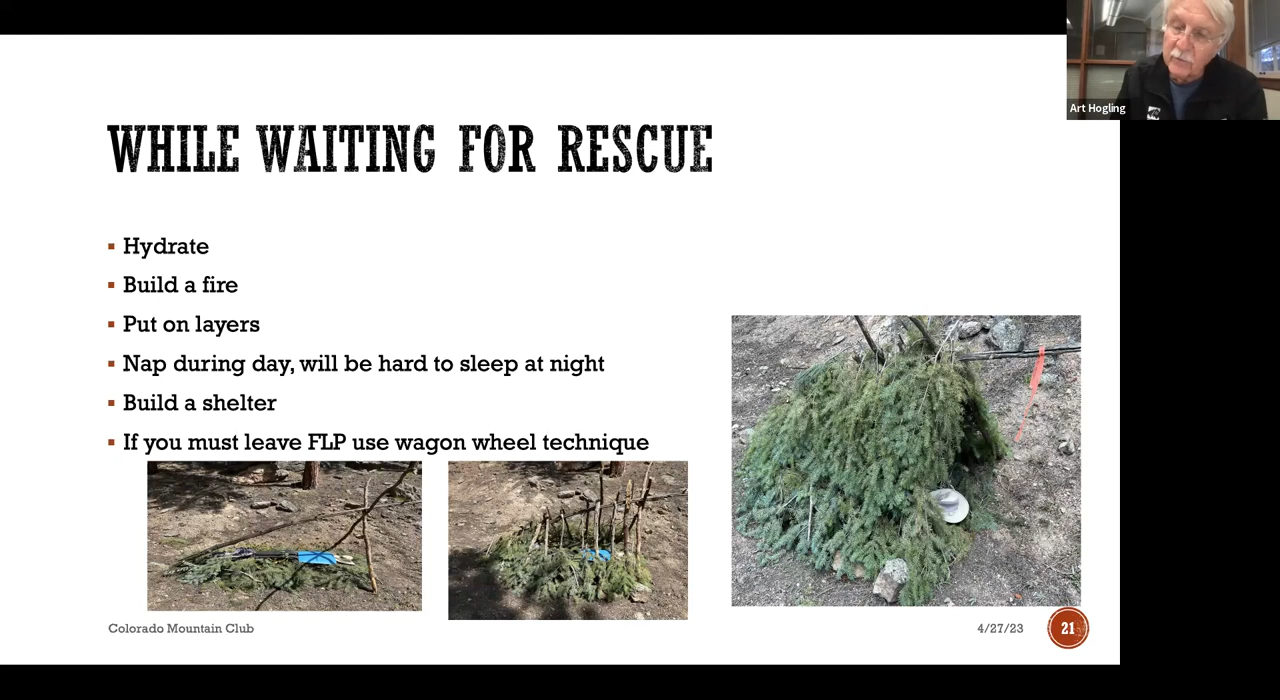 Art Hogling
WHILE WAITING FOR RESCUE
Hydrate
Build a fire
Put on layers
Nap during day, will be hard to sleep at night
Build a shelter
If you must leave FLP use wagon wheel technique
Colorado Mountain Club
4/27/23
21